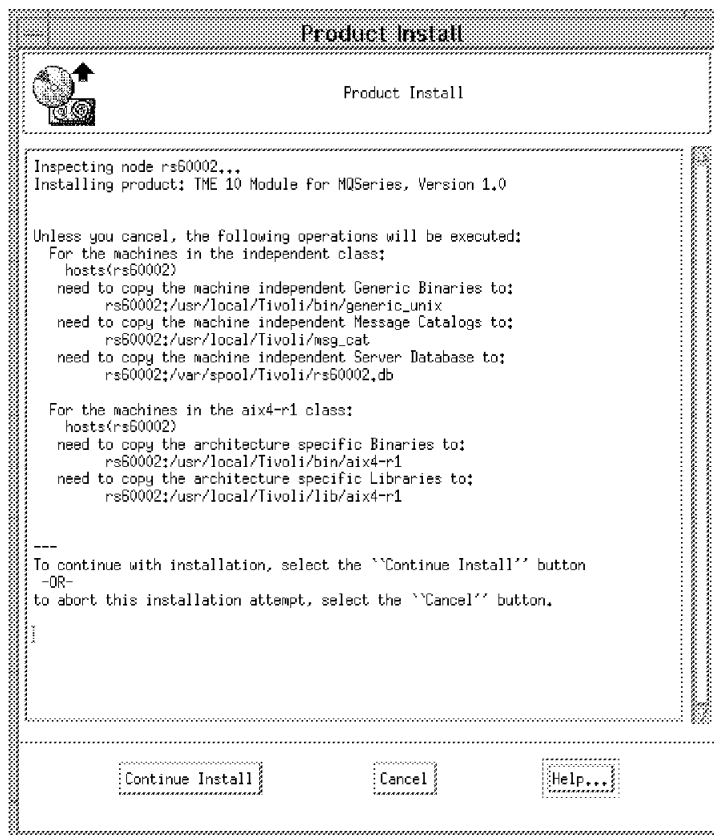 Product Install
Product Install
Inspecting node rs60002...
Installing product: TME 10 Module for MQSeries, Version 1.0
Unless you cancel, the following operations will be executed:
For the machines in the independent class:
hosts(rs60002)
need to copy the machine independent Generic Binaries to:
rs60002:/usr/local/Tivoli/bin/generic_unix
need to copy the machine independent Message Catalogs to:
rs60002:/usr/local/Tivoli/msg_cat
need to copy the machine independent Server Database to:
rs60002:/var/spool/Tivoli/rs60002.db
For the machines in the aix4-r1 class:
hosts(rs60002)
need to copy the architecture specific Binaries to:
rs60002:/usr/local/Tivoli/bin/aix4-r1
need to copy the architecture specific Libraries to:
rs60002:/usr/local/Tivoli/lib/aix4-r1
---
To continue with installation, select the ``Continue Install'' button
-OR-
to abort this installation attempt, select the ``Cancel'' button.
Continue Install
Cancel
Help...